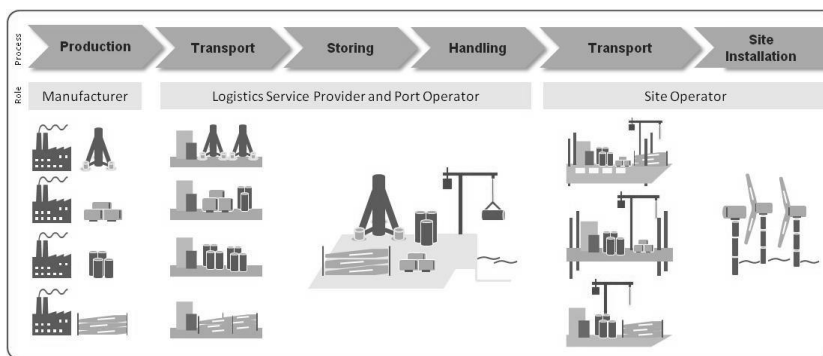 Process
Production
Transport
Storing
Handling
Transport
Site
Installation
Role
Manufacturer
Logistics Service Provider and Port Operator
Site Operator